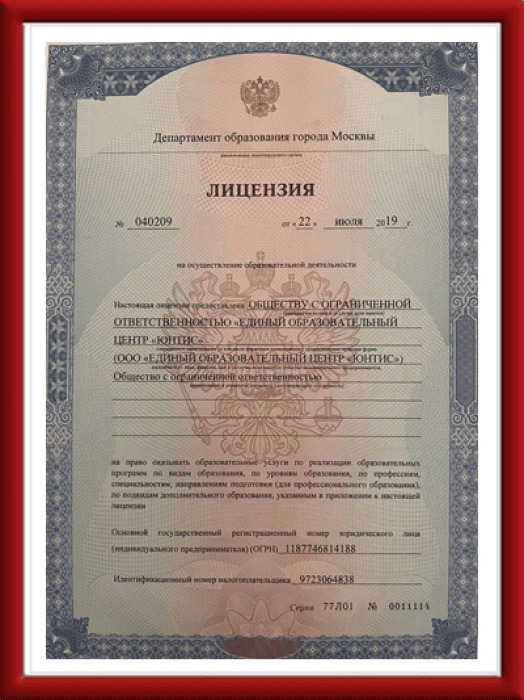 Департамент образования города Москвы
наименование лицензирующего органа
ЛИЦЕНЗИЯ
№ 040209 от « 22 » июля 2019 г.
на осуществление образовательной деятельности
Настоящая лицензия предоставлена ОБЩЕСТВУ С ОГРАНИЧЕННОЙ
ОТВЕТСТВЕННОСТЬЮ «ЕДИНЫЙ ОБРАЗОВАТЕЛЬНЫЙ
ЦЕНТР «ЮНТИС»
(ООО «ЕДИНЫЙ ОБРАЗОВАТЕЛЬНЫЙ ЦЕНТР «ЮНТИС»)
Общество с ограниченной ответственностью
на право оказывать образовательные услуги по реализации образовательных
программ по видам образования, по уровням образования, по профессиям,
специальностям, направлениям подготовки (для профессионального образования),
по подвидам дополнительного образования, указанным в приложении к настоящей
лицензии
Основной государственный регистрационный номер юридического лица
(индивидуального предпринимателя) (ОГРН) 1187746814188
Идентификационный номер налогоплательщика 9723064838
Серия 77Л01 № 0011114